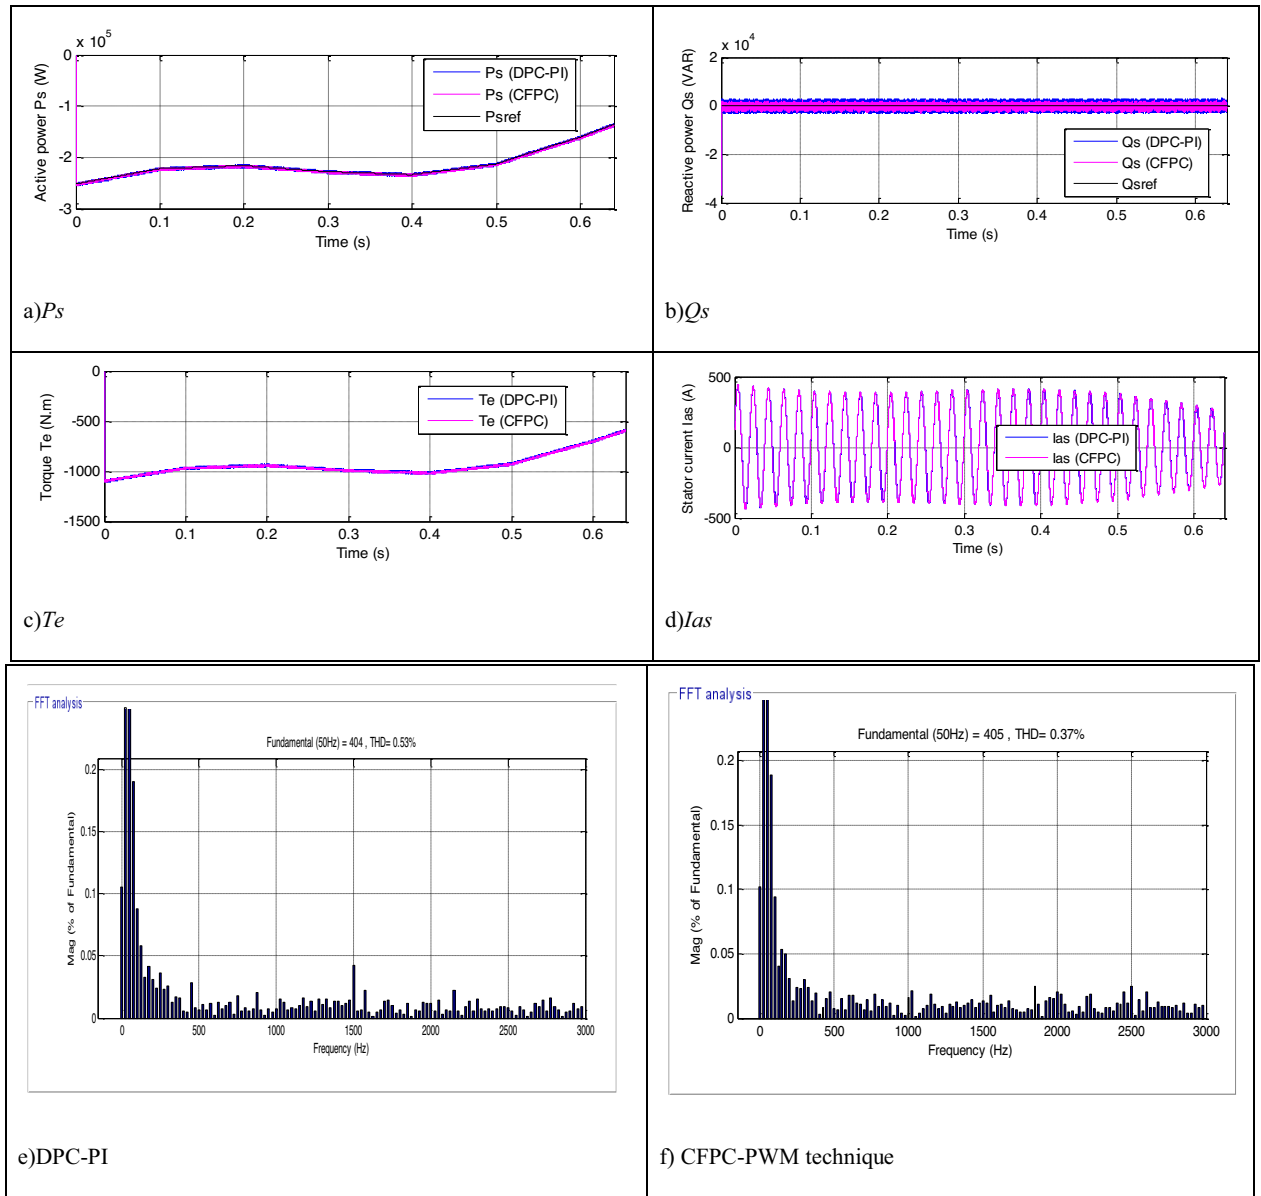 x 10^5
0
-1
-2
-3
Active power Ps (W)
Ps (DPC-PI)
Ps (CFPC)
Psref
0 0.1 0.2 0.3 0.4 0.5 0.6
Time (s)
a)Ps
x 10^4
2
0
-2
-4
Reactive power Qs (VAR)
Qs (DPC-PI)
Qs (CFPC)
Qsref
0 0.1 0.2 0.3 0.4 0.5 0.6
Time (s)
b)Qs
0
-500
-1000
-1500
Torque Te (N.m)
Te (DPC-PI)
Te (CFPC)
0 0.1 0.2 0.3 0.4 0.5 0.6
Time (s)
c)Te
500
0
-500
Stator current Ias (A)
Ias (DPC-PI)
Ias (CFPC)
0 0.1 0.2 0.3 0.4 0.5 0.6
Time (s)
d)Ias
FFT analysis
Fundamental (50Hz) = 404 , THD= 0.53%
0.2
0.15
0.1
0.05
0
Mag (% of Fundamental)
0 500 1000 1500 2000 2500 3000
Frequency (Hz)
e)DPC-PI
FFT analysis
Fundamental (50Hz) = 405 , THD= 0.37%
0.2
0.15
0.1
0.05
0
Mag (% of Fundamental)
0 500 1000 1500 2000 2500 3000
Frequency (Hz)
f) CFPC-PWM technique